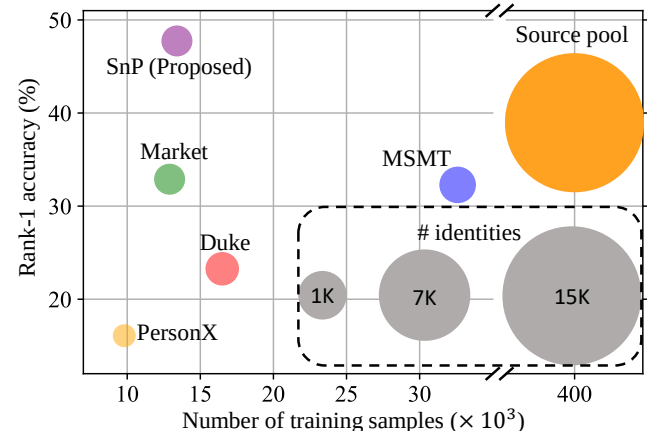 50
40
30
20
Rank-1 accuracy (%)
SnP (Proposed)
Source pool
Market
MSMT
Duke
PersonX
# identities
1K
7K
15K
10
15
20
25
30
400
Number of training samples (× 10³)